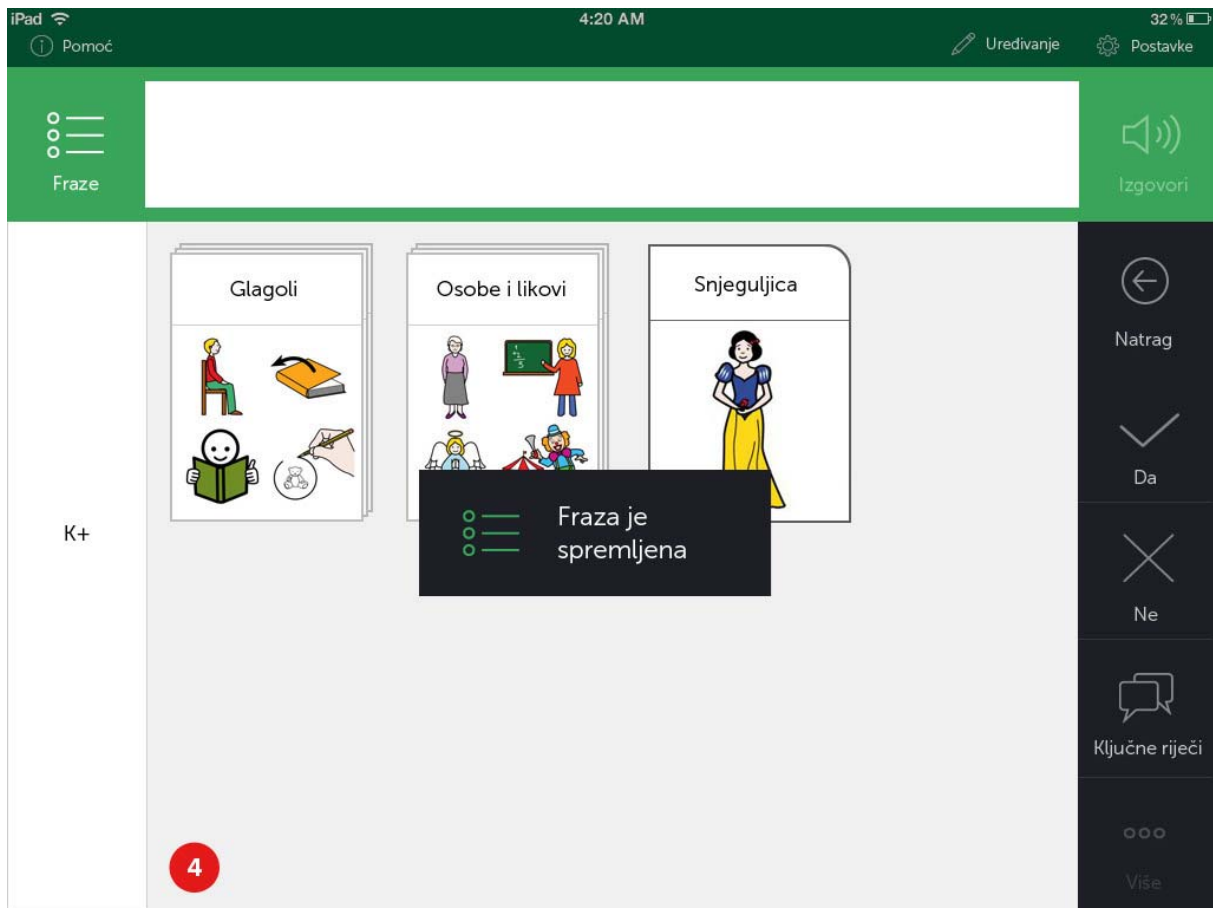 iPad 4:20 AM 32%
Pomoć Uredivanje Postavke
Fraze Izgovori
Glagoli Osobe i likovi Snjeguljica
Natrag
Da
K+
Fraza je
spremljena
Ne
Ključne riječi
4
Više